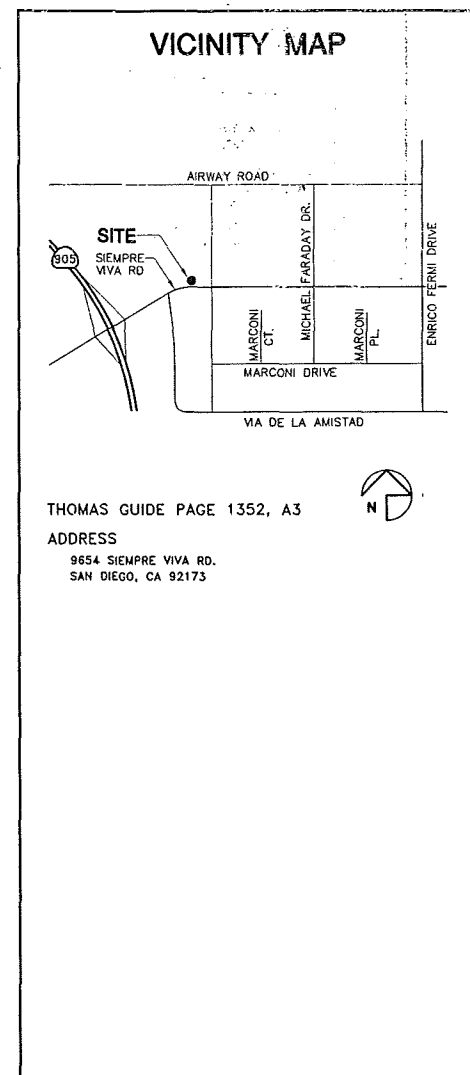 VICINITY MAP
AIRWAY ROAD
SITE
905
SIEMPRE
VIVA RD
MICHAEL FARADAY DR.
ENRICO FERMI DRIVE
MARCONI
CT.
MARCONI
PL.
MARCONI DRIVE
VIA DE LA AMISTAD
THOMAS GUIDE PAGE 1352, A3
N
ADDRESS
9654 SIEMPRE VIVA RD.
SAN DIEGO, CA 92173